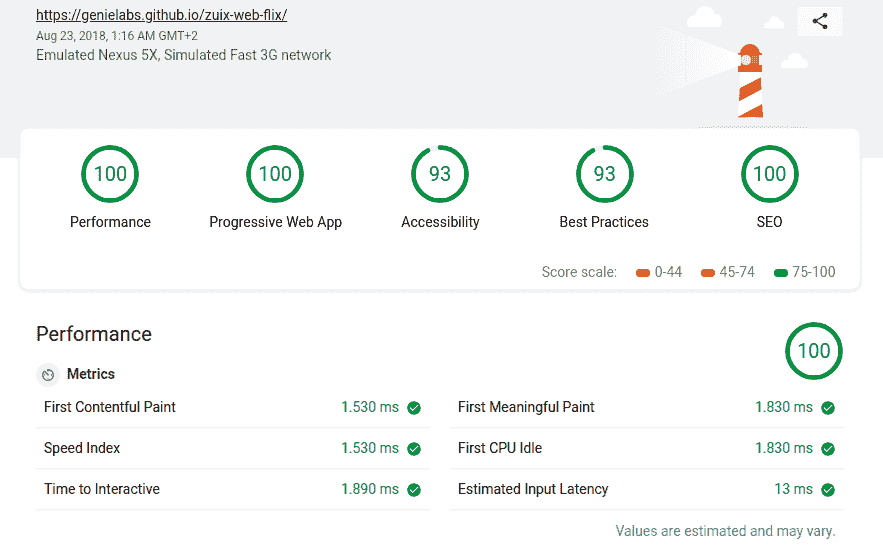 https://genielabs.github.io/zuix-web-flix/
Aug 23, 2018, 1:16 AM GMT+2
Emulated Nexus 5X, Simulated Fast 3G network
100 100 93 93 100
Performance Progressive Web App Accessibility Best Practices SEO
Score scale: 0-44 45-74 75-100
Performance 100
Metrics
First Contentful Paint 1.530 ms First Meaningful Paint 1.830 ms
Speed Index 1.530 ms First CPU Idle 1.830 ms
Time to Interactive 1.890 ms Estimated Input Latency 13 ms
Values are estimated and may vary.